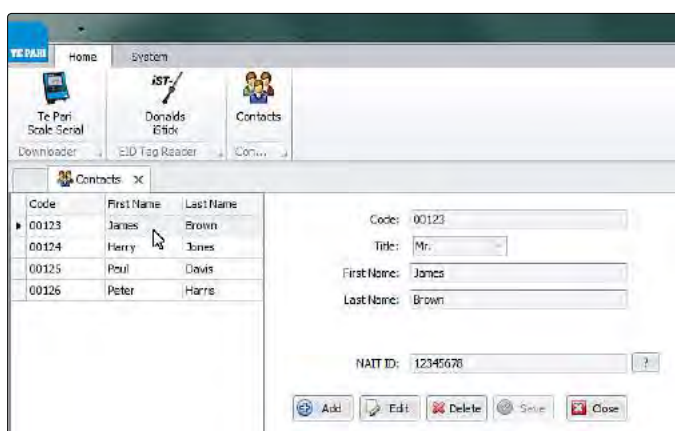 TE PARI
Home System
iST-
Te Pari
Scale Serial
Donalds
iStick
Contacts
Downloader EID Tag Reader Con...
Contacts x
Code First Name Last Name
00123 James Brown
00124 Harry Jones
00125 Paul Davis
00126 Peter Harris
Code: 00123
Title: Mr.
First Name: James
Last Name: Brown
NAIT ID: 12345678 ?
Add Edit Delete Save Close